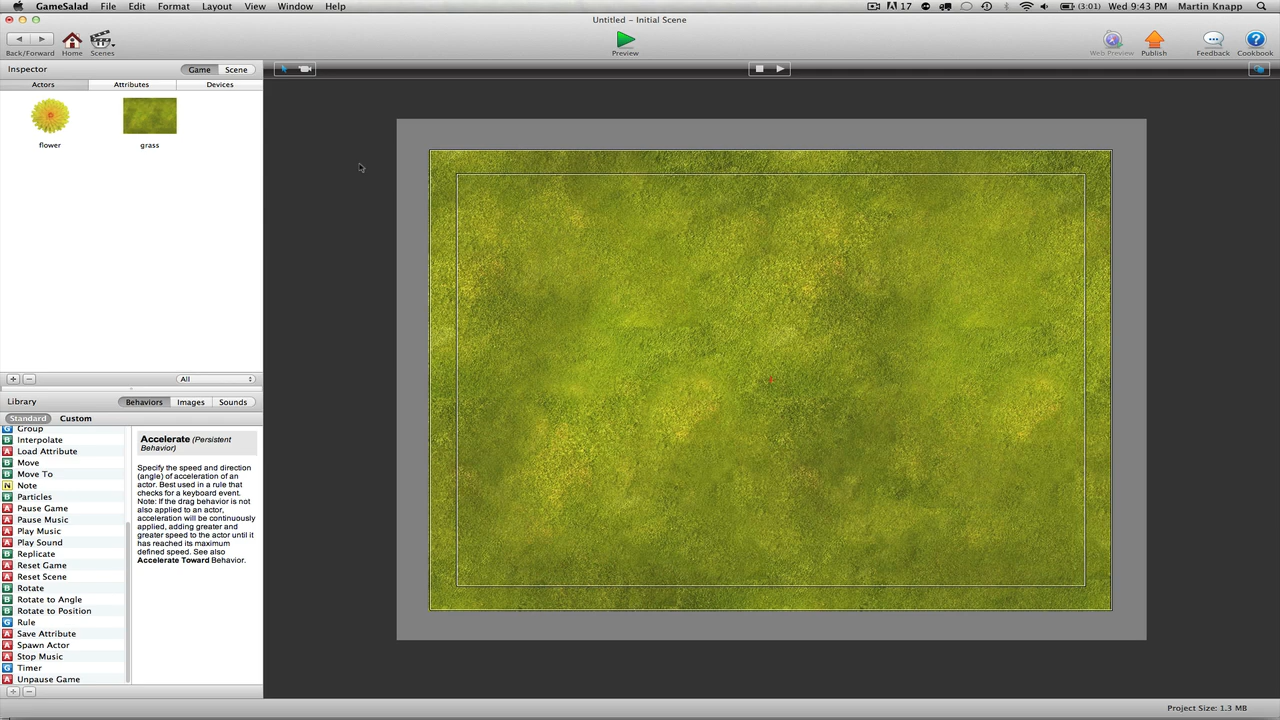 GameSalad File Edit Format Layout View Window Help 17 (3:01) Wed 9:43 PM Martin Knapp
Untitled – Initial Scene
Back/Forward Home Scenes Preview Web Preview Publish Feedback Cookbook
Inspector Game Scene
Actors Attributes Devices
flower grass
All
Library Behaviors Images Sounds
Standard Custom
Group
Interpolate
Load Attribute
Move
Move To
Note
Particles
Pause Game
Pause Music
Play Music
Play Sound
Replicate
Reset Game
Reset Scene
Rotate
Rotate to Angle
Rotate to Position
Rule
Save Attribute
Spawn Actor
Stop Music
Timer
Unpause Game
Accelerate (Persistent
Behavior)
Specify the speed and direction
(angle) of acceleration of an
actor. Best used in a rule that
checks for a keyboard event.
Note: If the drag behavior is not
also applied to an actor,
acceleration will be continuously
applied, adding greater and
greater speed to the actor until it
has reached its maximum
defined speed. See also
Accelerate Toward Behavior.
Project Size: 1.3 MB